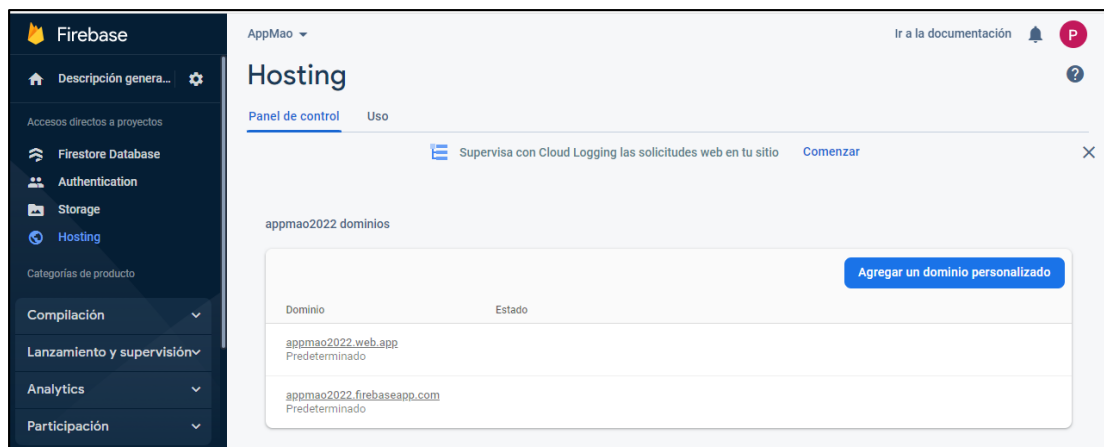 Firebase
Descripción genera...
Accesos directos a proyectos
Firestore Database
Authentication
Storage
Hosting
Categorías de producto
Compilación
Lanzamiento y supervisión
Analytics
Participación
AppMao
Ir a la documentación
P
Hosting
?
Panel de control Uso
Supervisa con Cloud Logging las solicitudes web en tu sitio Comenzar
appmao2022 dominios
Agregar un dominio personalizado
Dominio Estado
appmao2022.web.app
Predeterminado
appmao2022.firebaseapp.com
Predeterminado